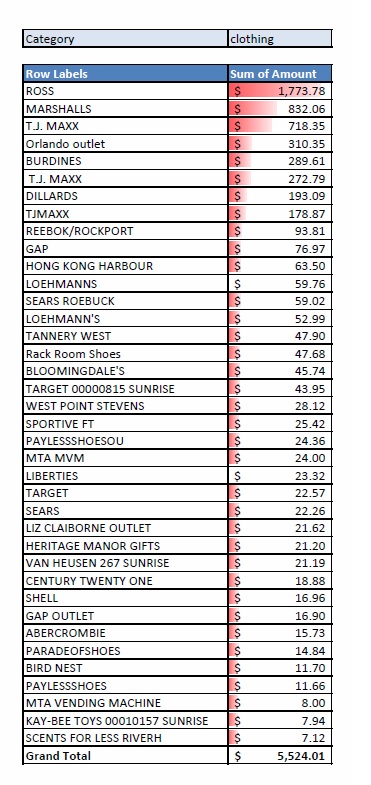 Category clothing
Row Labels Sum of Amount
ROSS $ 1,773.78
MARSHALLS $ 832.06
T.J. MAXX $ 718.35
Orlando outlet $ 310.35
BURDINES $ 289.61
T.J. MAXX $ 272.79
DILLARDS $ 193.09
TJMAXX $ 178.87
REEBOK/ROCKPORT $ 93.81
GAP $ 76.97
HONG KONG HARBOUR $ 63.50
LOEHMANNS $ 59.76
SEARS ROEBUCK $ 59.02
LOEHMANN'S $ 52.99
TANNERY WEST $ 47.90
Rack Room Shoes $ 47.68
BLOOMINGDALE'S $ 45.74
TARGET 00000815 SUNRISE $ 43.95
WEST POINT STEVENS $ 28.12
SPORTIVE FT $ 25.42
PAYLESSSHOESOU $ 24.36
MTA MVM $ 24.00
LIBERTIES $ 23.32
TARGET $ 22.57
SEARS $ 22.26
LIZ CLAIBORNE OUTLET $ 21.62
HERITAGE MANOR GIFTS $ 21.20
VAN HEUSEN 267 SUNRISE $ 21.19
CENTURY TWENTY ONE $ 18.88
SHELL $ 16.96
GAP OUTLET $ 16.90
ABERCROMBIE $ 15.73
PARADEOFSHOES $ 14.84
BIRD NEST $ 11.70
PAYLESSSHOES $ 11.66
MTA VENDING MACHINE $ 8.00
KAY-BEE TOYS 00010157 SUNRISE $ 7.94
SCENTS FOR LESS RIVERH $ 7.12
Grand Total $ 5,524.01